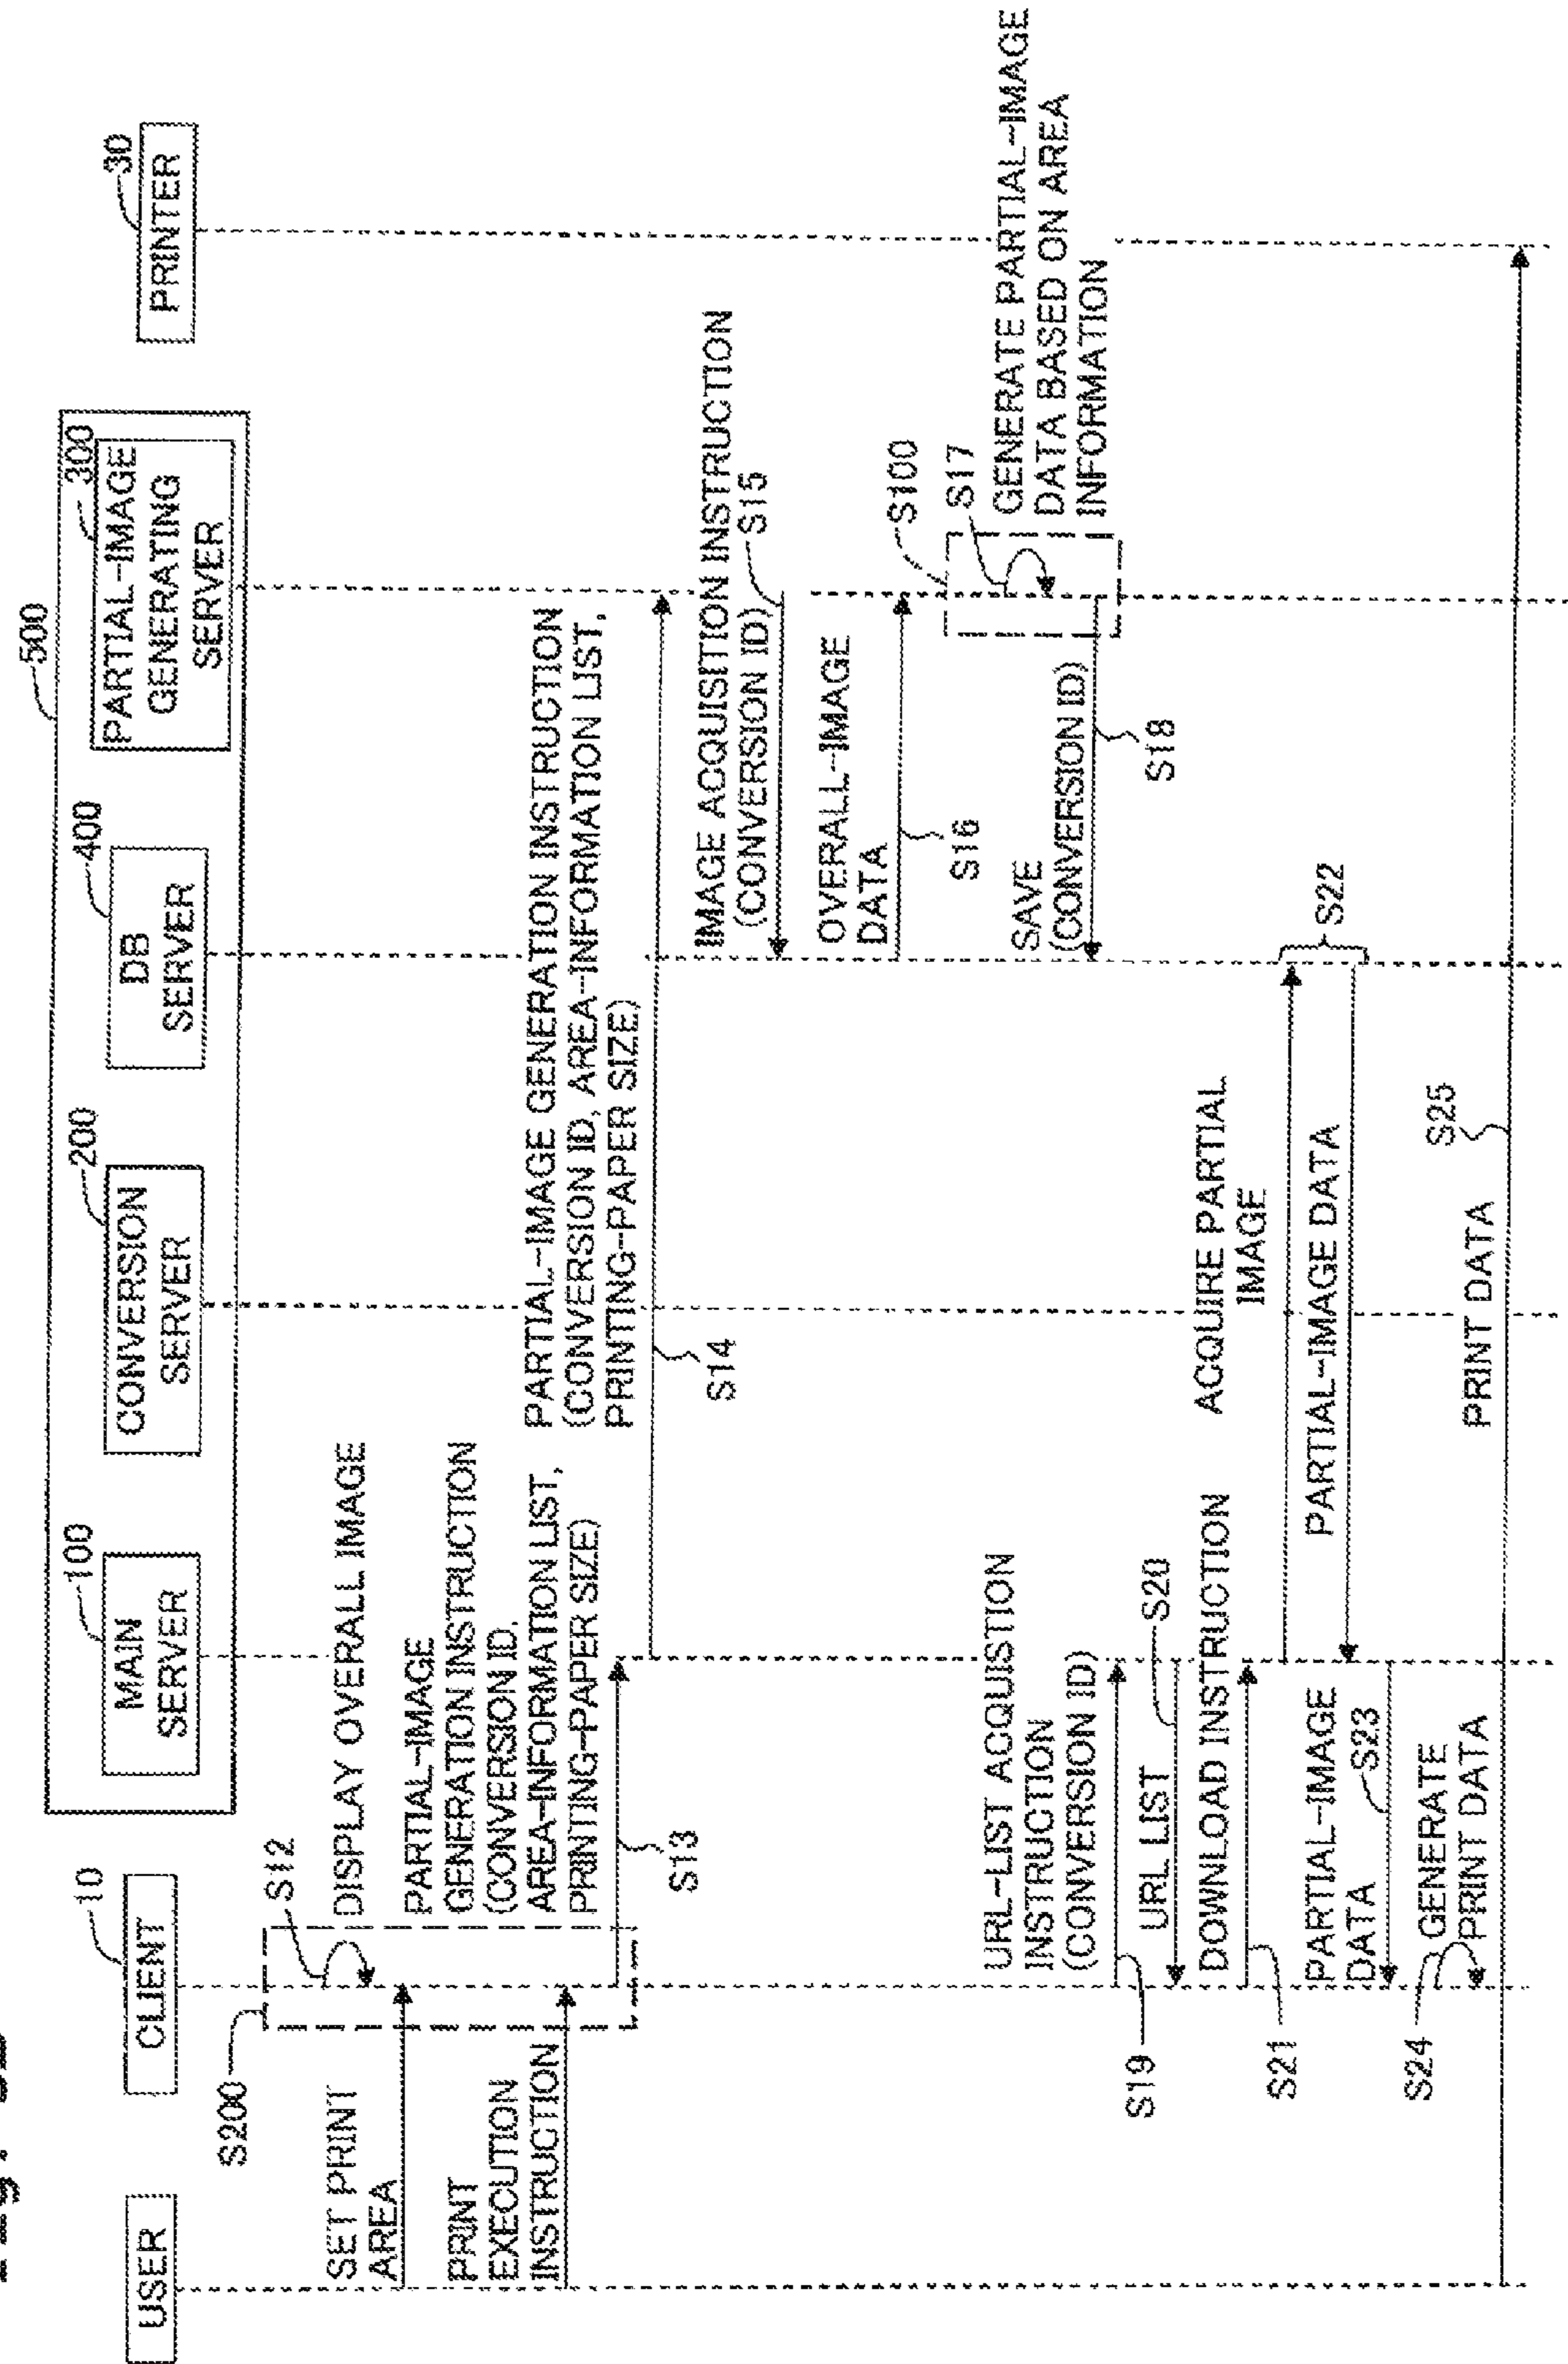 USER
CLIENT
10
MAIN
SERVER
100
CONVERSION
SERVER
200
DB
SERVER
400
PARTIAL-IMAGE
GENERATING
SERVER
300
500
PRINTER
30
S200
S12
DISPLAY OVERALL IMAGE
SET PRINT
AREA
PRINT
EXECUTION
INSTRUCTION
PARTIAL-IMAGE
GENERATION INSTRUCTION
(CONVERSION ID,
AREA-INFORMATION LIST,
PRINTING-PAPER SIZE)
S13
PARTIAL-IMAGE GENERATION INSTRUCTION
(CONVERSION ID, AREA-INFORMATION LIST,
PRINTING-PAPER SIZE)
S14
IMAGE ACQUISITION INSTRUCTION
(CONVERSION ID)
S15
OVERALL-IMAGE
DATA
S16
S100
S17
GENERATE PARTIAL-IMAGE
DATA BASED ON AREA
INFORMATION
SAVE
(CONVERSION ID)
S18
URL-LIST ACQUISTION
INSTRUCTION
(CONVERSION ID)
S19
URL LIST
S20
DOWNLOAD INSTRUCTION
S21
ACQUIRE PARTIAL
IMAGE
PARTIAL-IMAGE DATA
S22
PARTIAL-IMAGE
DATA
S23
S24
GENERATE
PRINT DATA
PRINT DATA
S25